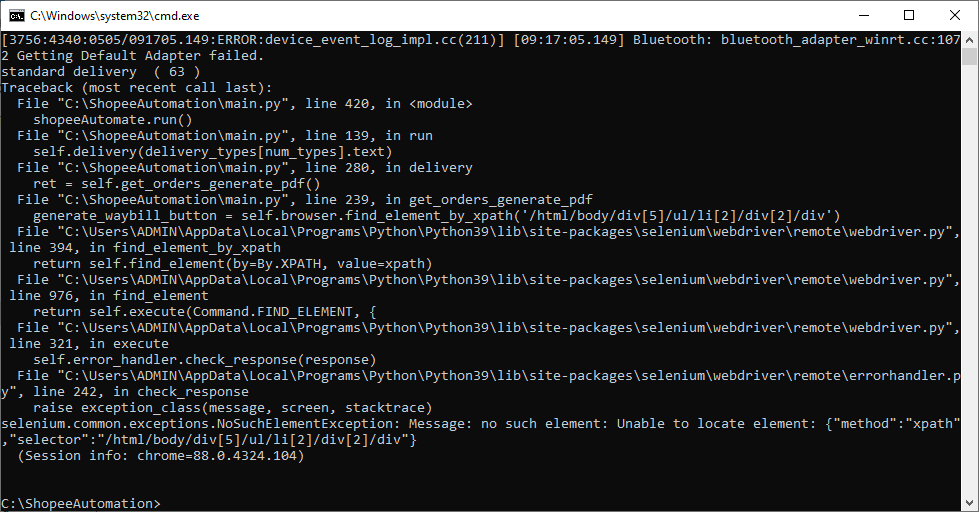 C:\Windows\system32\cmd.exe
[3756:4340:0505/091705.149:ERROR:device_event_log_impl.cc(211)] [09:17:05.149] Bluetooth: bluetooth_adapter_winrt.cc:107
2 Getting Default Adapter failed.
standard delivery  ( 63 )
Traceback (most recent call last):
  File "C:\ShopeeAutomation\main.py", line 420, in <module>
    shopeeAutomate.run()
  File "C:\ShopeeAutomation\main.py", line 139, in run
    self.delivery(delivery_types[num_types].text)
  File "C:\ShopeeAutomation\main.py", line 280, in delivery
    ret = self.get_orders_generate_pdf()
  File "C:\ShopeeAutomation\main.py", line 239, in get_orders_generate_pdf
    generate_waybill_button = self.browser.find_element_by_xpath('/html/body/div[5]/ul/li[2]/div[2]/div')
  File "C:\Users\ADMIN\AppData\Local\Programs\Python\Python39\lib\site-packages\selenium\webdriver\remote\webdriver.py",
 line 394, in find_element_by_xpath
    return self.find_element(by=By.XPATH, value=xpath)
  File "C:\Users\ADMIN\AppData\Local\Programs\Python\Python39\lib\site-packages\selenium\webdriver\remote\webdriver.py",
 line 976, in find_element
    return self.execute(Command.FIND_ELEMENT, {
  File "C:\Users\ADMIN\AppData\Local\Programs\Python\Python39\lib\site-packages\selenium\webdriver\remote\webdriver.py",
 line 321, in execute
    self.error_handler.check_response(response)
  File "C:\Users\ADMIN\AppData\Local\Programs\Python\Python39\lib\site-packages\selenium\webdriver\remote\errorhandler.p
y", line 242, in check_response
    raise exception_class(message, screen, stacktrace)
selenium.common.exceptions.NoSuchElementException: Message: no such element: Unable to locate element: {"method":"xpath"
,"selector":"/html/body/div[5]/ul/li[2]/div[2]/div"}
  (Session info: chrome=88.0.4324.104)
C:\ShopeeAutomation>